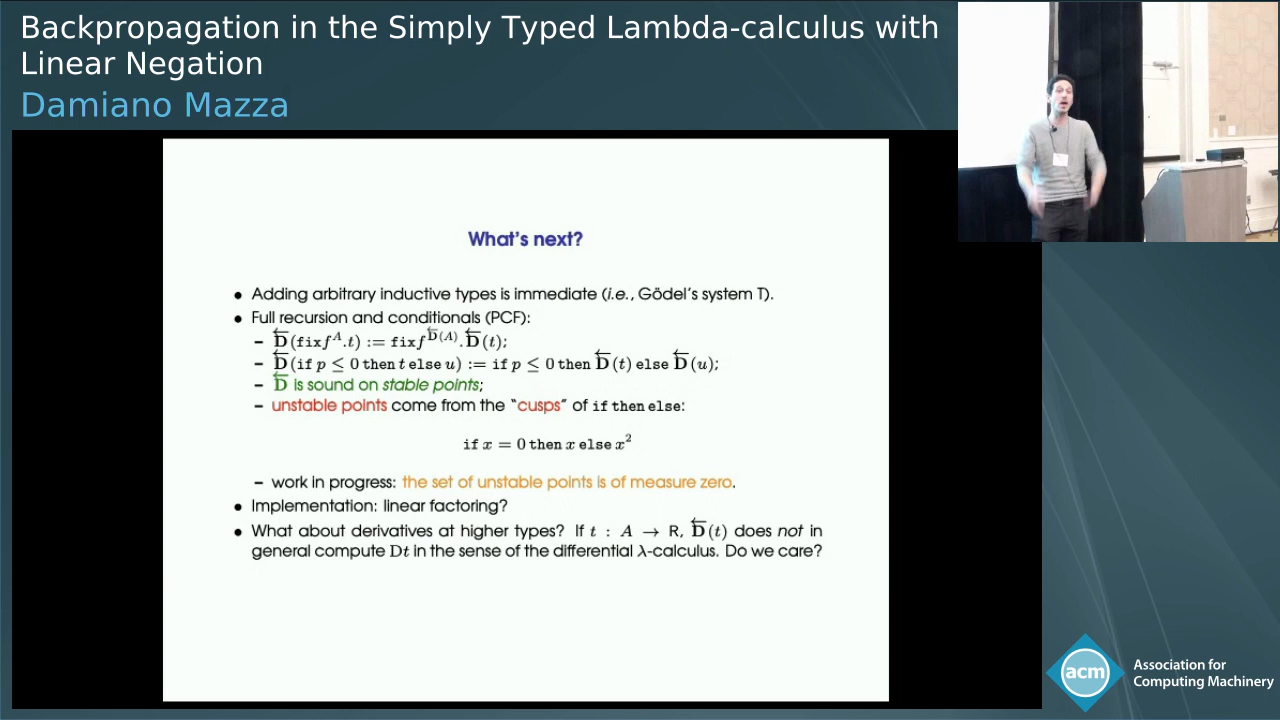 Backpropagation in the Simply Typed Lambda-calculus with
Linear Negation
Damiano Mazza
What's next?
• Adding arbitrary inductive types is immediate (i.e., Gödel's system T).
• Full recursion and conditionals (PCF):
– D⃖(fix f^A.t) := fix f^D⃖(A).D⃖(t);
– D⃖(if p ≤ 0 then t else u) := if p ≤ 0 then D⃖(t) else D⃖(u);
– D⃖ is sound on stable points;
– unstable points come from the "cusps" of if then else:
if x = 0 then x else x²
– work in progress: the set of unstable points is of measure zero.
• Implementation: linear factoring?
• What about derivatives at higher types? If t : A → R, D⃖(t) does not in
general compute Dt in the sense of the differential λ-calculus. Do we care?
acm
Association for
Computing Machinery